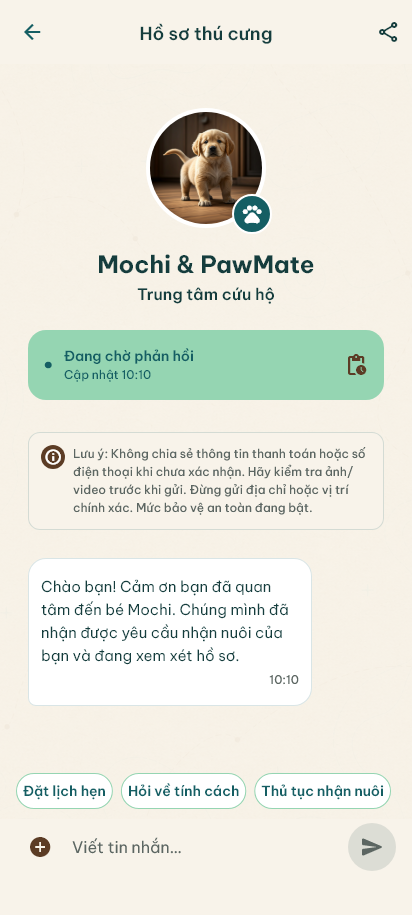 Hồ sơ thú cưng
Mochi & PawMate
Trung tâm cứu hộ
Đang chờ phản hồi
Cập nhật 10:10
Lưu ý: Không chia sẻ thông tin thanh toán hoặc số
điện thoại khi chưa xác nhận. Hãy kiểm tra ảnh/
video trước khi gửi. Đừng gửi địa chỉ hoặc vị trí
chính xác. Mức bảo vệ an toàn đang bật.
Chào bạn! Cảm ơn bạn đã quan
tâm đến bé Mochi. Chúng mình đã
nhận được yêu cầu nhận nuôi của
bạn và đang xem xét hồ sơ.
10:10
Đặt lịch hẹn
Hỏi về tính cách
Thủ tục nhận nuôi
Viết tin nhắn...